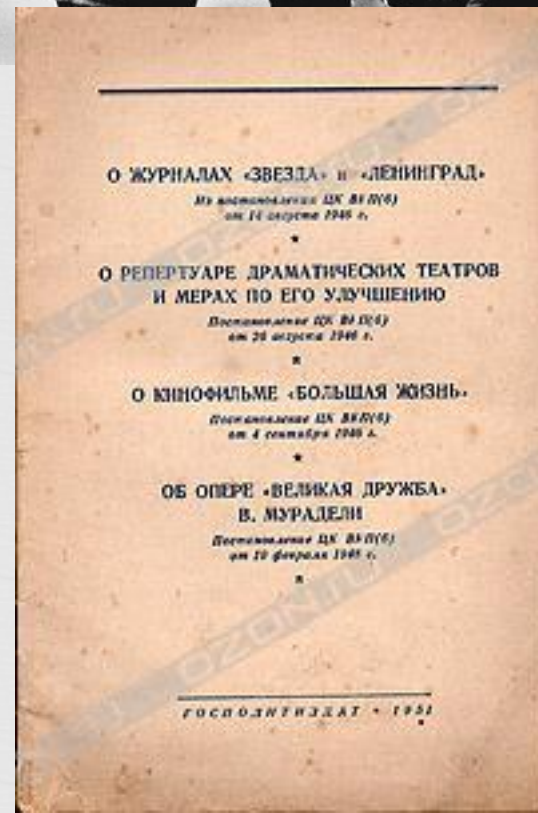 О ЖУРНАЛАХ «ЗВЕЗДА» и «ЛЕНИНГРАД»
Из постановления ЦК ВКП(б)
от 14 августа 1946 г.
О РЕПЕРТУАРЕ ДРАМАТИЧЕСКИХ ТЕАТРОВ
И МЕРАХ ПО ЕГО УЛУЧШЕНИЮ
Постановление ЦК ВКП(б)
от 26 августа 1946 г.
О КИНОФИЛЬМЕ «БОЛЬШАЯ ЖИЗНЬ»
Постановление ЦК ВКП(б)
от 4 сентября 1946 г.
ОБ ОПЕРЕ «ВЕЛИКАЯ ДРУЖБА»
В. МУРАДЕЛИ
Постановление ЦК ВКП(б)
от 10 февраля 1948 г.
ГОСПОЛИТИЗДАТ • 1951